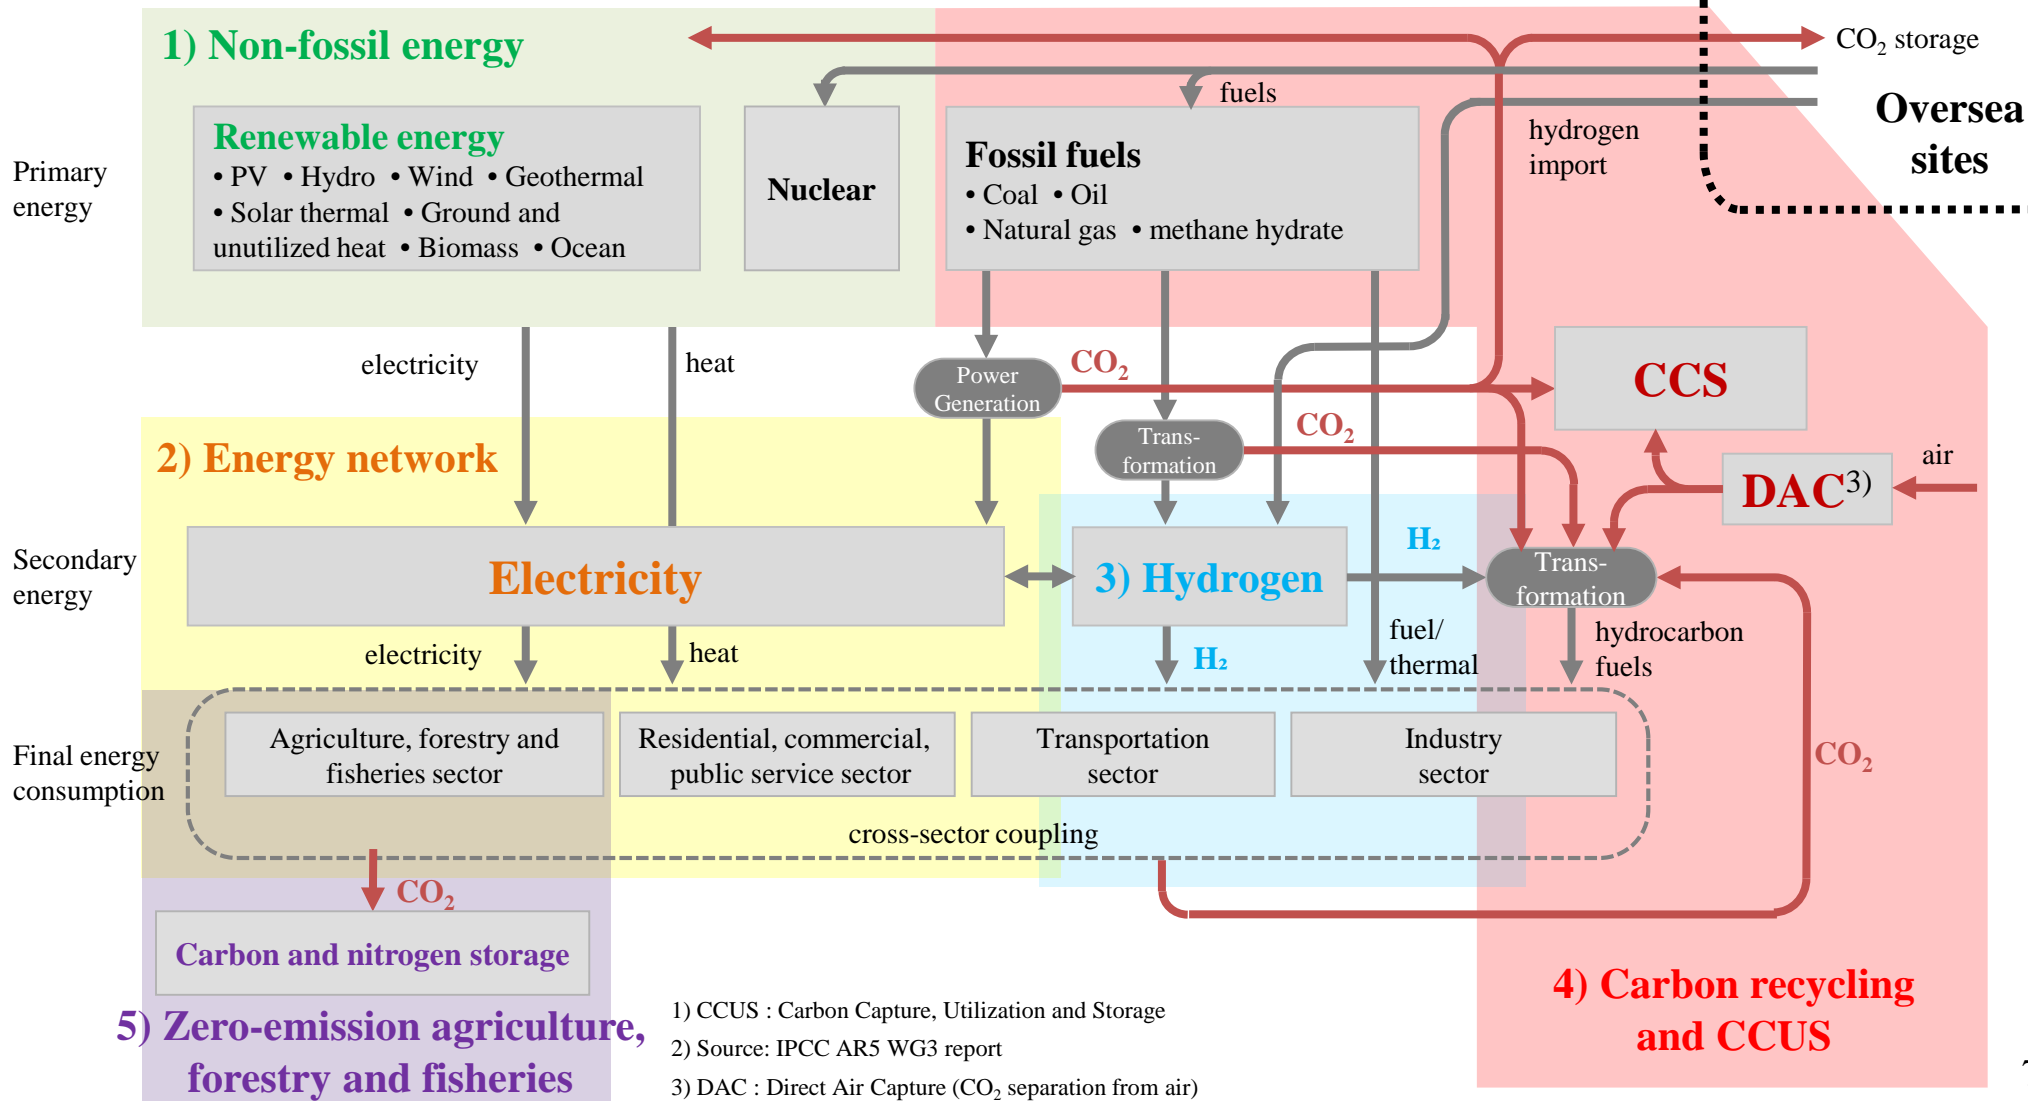 1) Non-fossil energy
CO₂ storage
fuels
Oversea
sites
hydrogen
import
Primary
energy
Renewable energy
• PV • Hydro • Wind • Geothermal
• Solar thermal • Ground and
unutilized heat • Biomass • Ocean
Nuclear
Fossil fuels
• Coal • Oil
• Natural gas • methane hydrate
electricity
heat
Power
Generation
CO₂
CCS
2) Energy network
Trans-
formation
CO₂
DAC3)
air
Secondary
energy
Electricity
3) Hydrogen
H₂
Trans-
formation
electricity
heat
H₂
fuel/
thermal
hydrocarbon
fuels
Final energy
consumption
Agriculture, forestry and
fisheries sector
Residential, commercial,
public service sector
Transportation
sector
Industry
sector
CO₂
cross-sector coupling
CO₂
Carbon and nitrogen storage
5) Zero-emission agriculture,
forestry and fisheries
4) Carbon recycling
and CCUS
1) CCUS : Carbon Capture, Utilization and Storage
2) Source: IPCC AR5 WG3 report
3) DAC : Direct Air Capture (CO₂ separation from air)